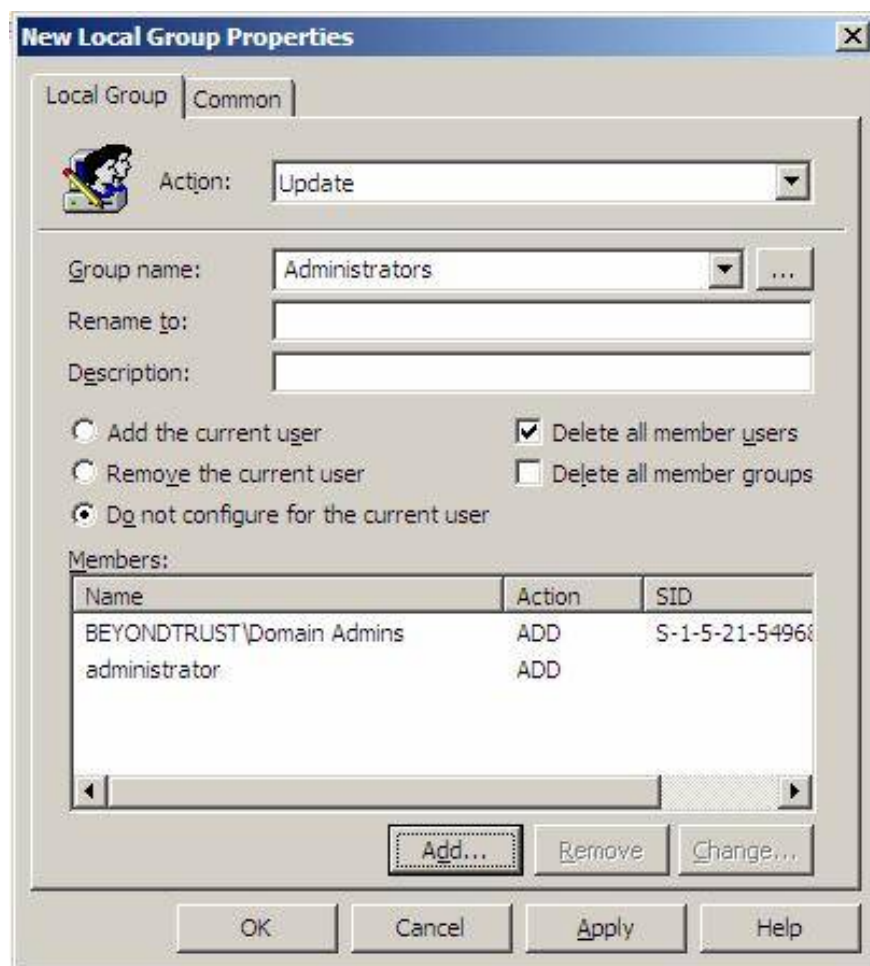 New Local Group Properties
Local Group Common
Action: Update
Group name: Administrators ...
Rename to:
Description:
Add the current user Delete all member users
Remove the current user Delete all member groups
Do not configure for the current user
Members:
Name Action SID
BEYONDTRUST\Domain Admins ADD S-1-5-21-54968
administrator ADD
Add... Remove Change...
OK Cancel Apply Help